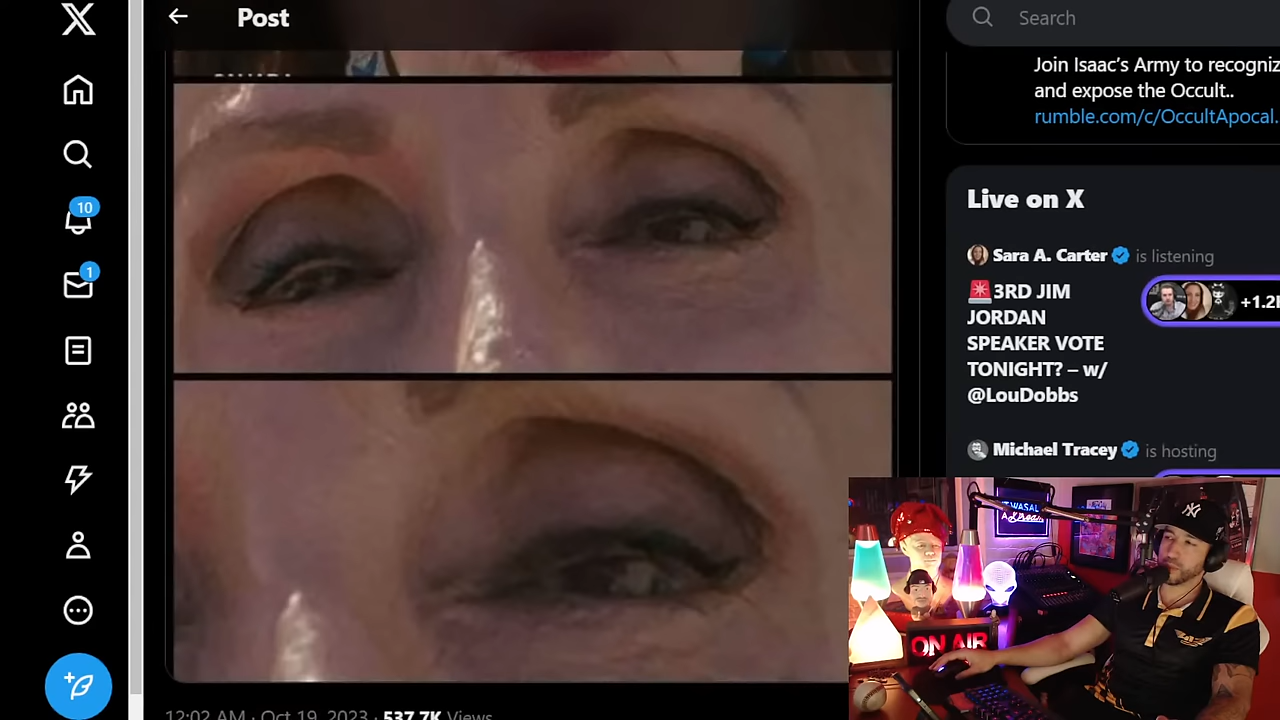 Post
Search
10
1
Join Isaac’s Army to recogniz
and expose the Occult..
rumble.com/c/OccultApocal.
Live on X
Sara A. Carter is listening
🚨3RD JIM
JORDAN
SPEAKER VOTE
TONIGHT? – w/
@LouDobbs
Michael Tracey is hosting
12:02 AM · Oct 19, 2023 · 537.7K Views
ON AIR